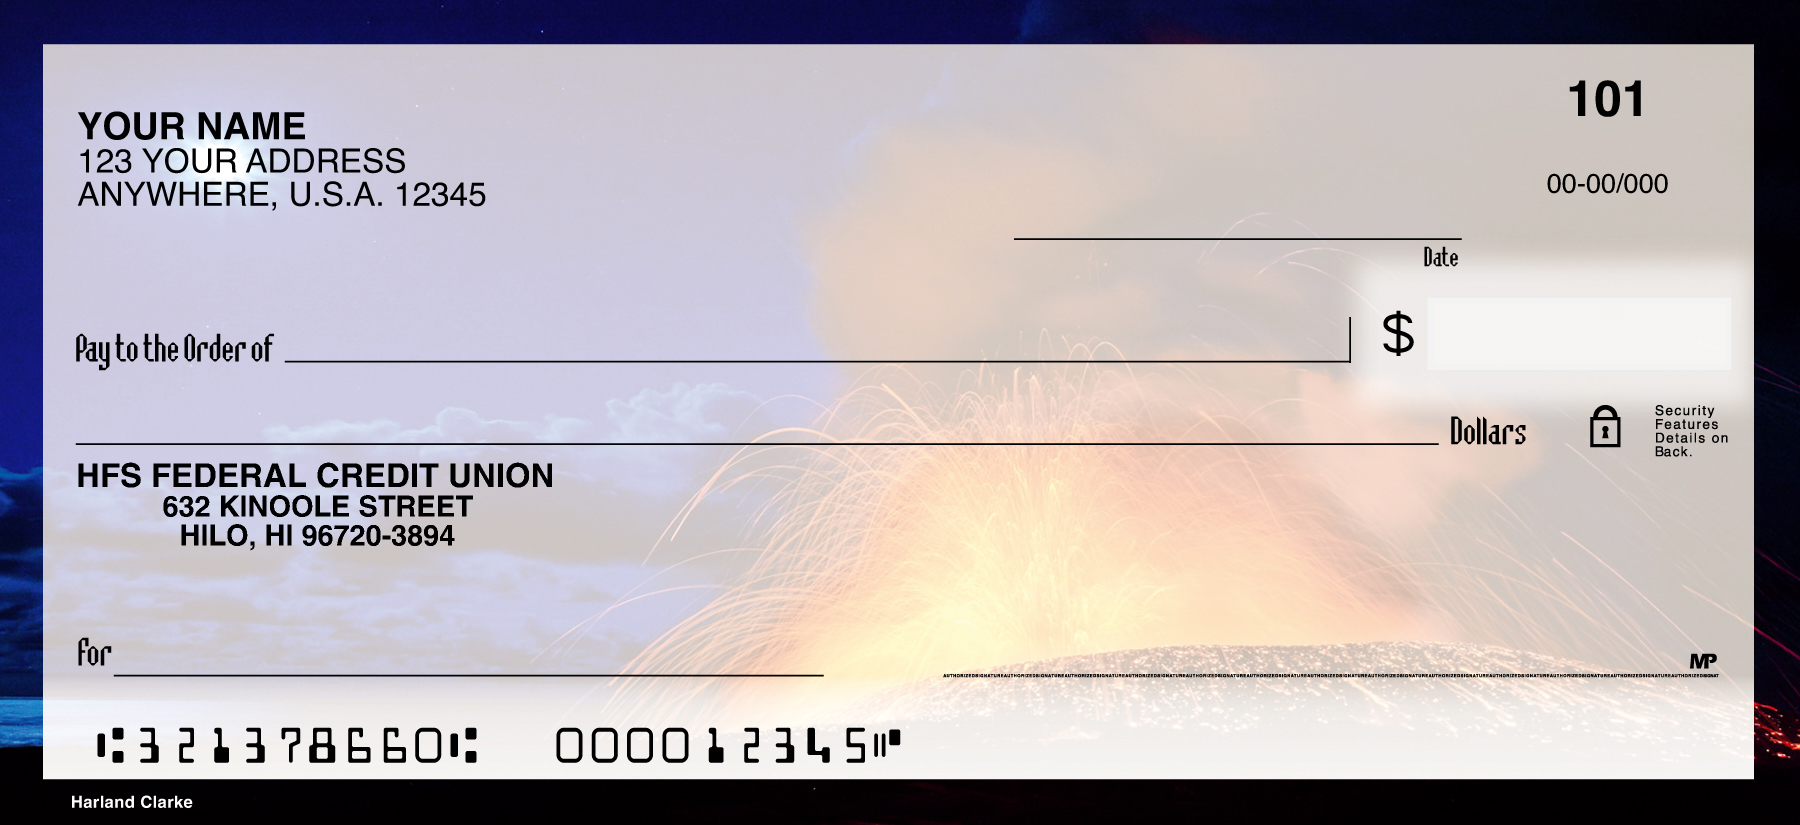 101
YOUR NAME
123 YOUR ADDRESS
ANYWHERE, U.S.A. 12345
00-00/000
Date
Pay to the Order of
$
Dollars
Security
Features
Details on
Back.
HFS FEDERAL CREDIT UNION
632 KINOOLE STREET
HILO, HI 96720-3894
For
MP
AUTHORIZEDSIGNATUREAUTHORIZEDSIGNATUREAUTHORIZEDSIGNATUREAUTHORIZEDSIGNATUREAUTHORIZEDSIGNATUREAUTHORIZEDSIGNATUREAUTHORIZEDSIGNATUREAUTHORIZEDSIGNATUREAUTHORIZEDSIGNATUREAUTHORIZEDSIGNATUREAUTHORIZEDSIGNATUREAUTHORIZEDSIGNATUREAUTHORIZEDSIGNAT
⑆321378660⑆ 000012345⑈
Harland Clarke